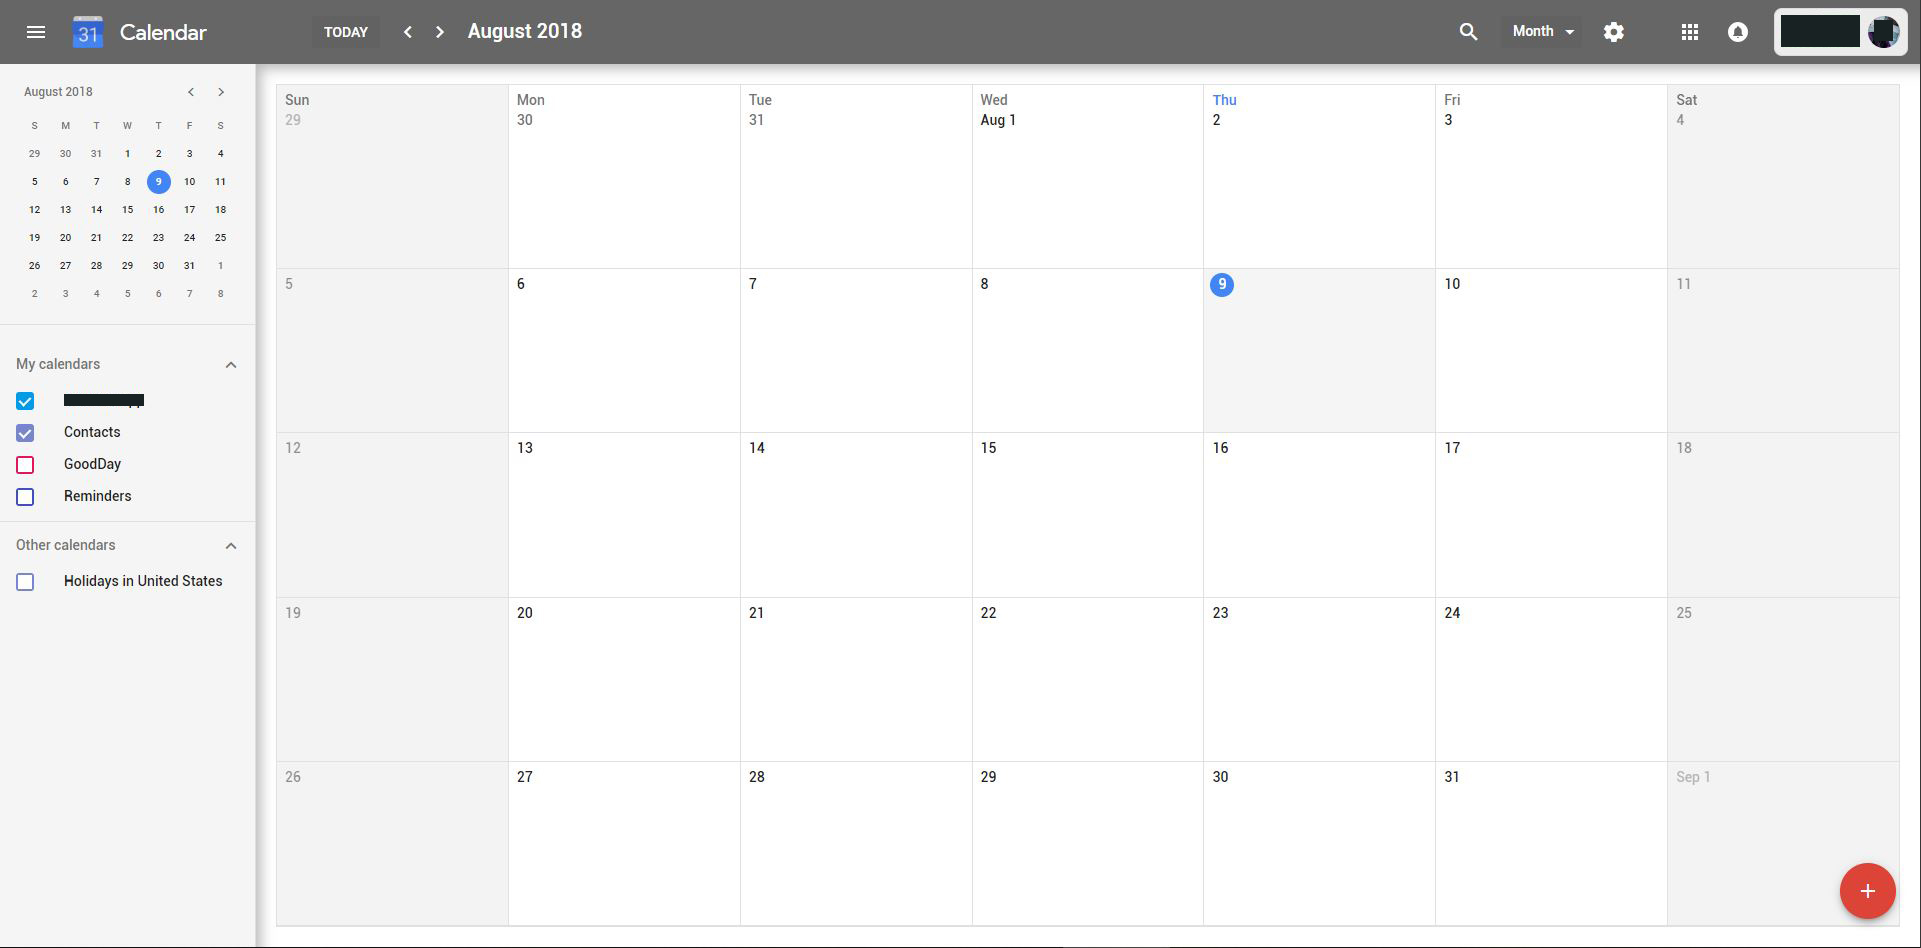 31 Calendar TODAY August 2018 Month
August 2018
S M T W T F S
29 30 31 1 2 3 4
5 6 7 8 9 10 11
12 13 14 15 16 17 18
19 20 21 22 23 24 25
26 27 28 29 30 31 1
2 3 4 5 6 7 8
My calendars
Contacts
GoodDay
Reminders
Other calendars
Holidays in United States
Sun Mon Tue Wed Thu Fri Sat
29 30 31 Aug 1 2 3 4
5 6 7 8 9 10 11
12 13 14 15 16 17 18
19 20 21 22 23 24 25
26 27 28 29 30 31 Sep 1